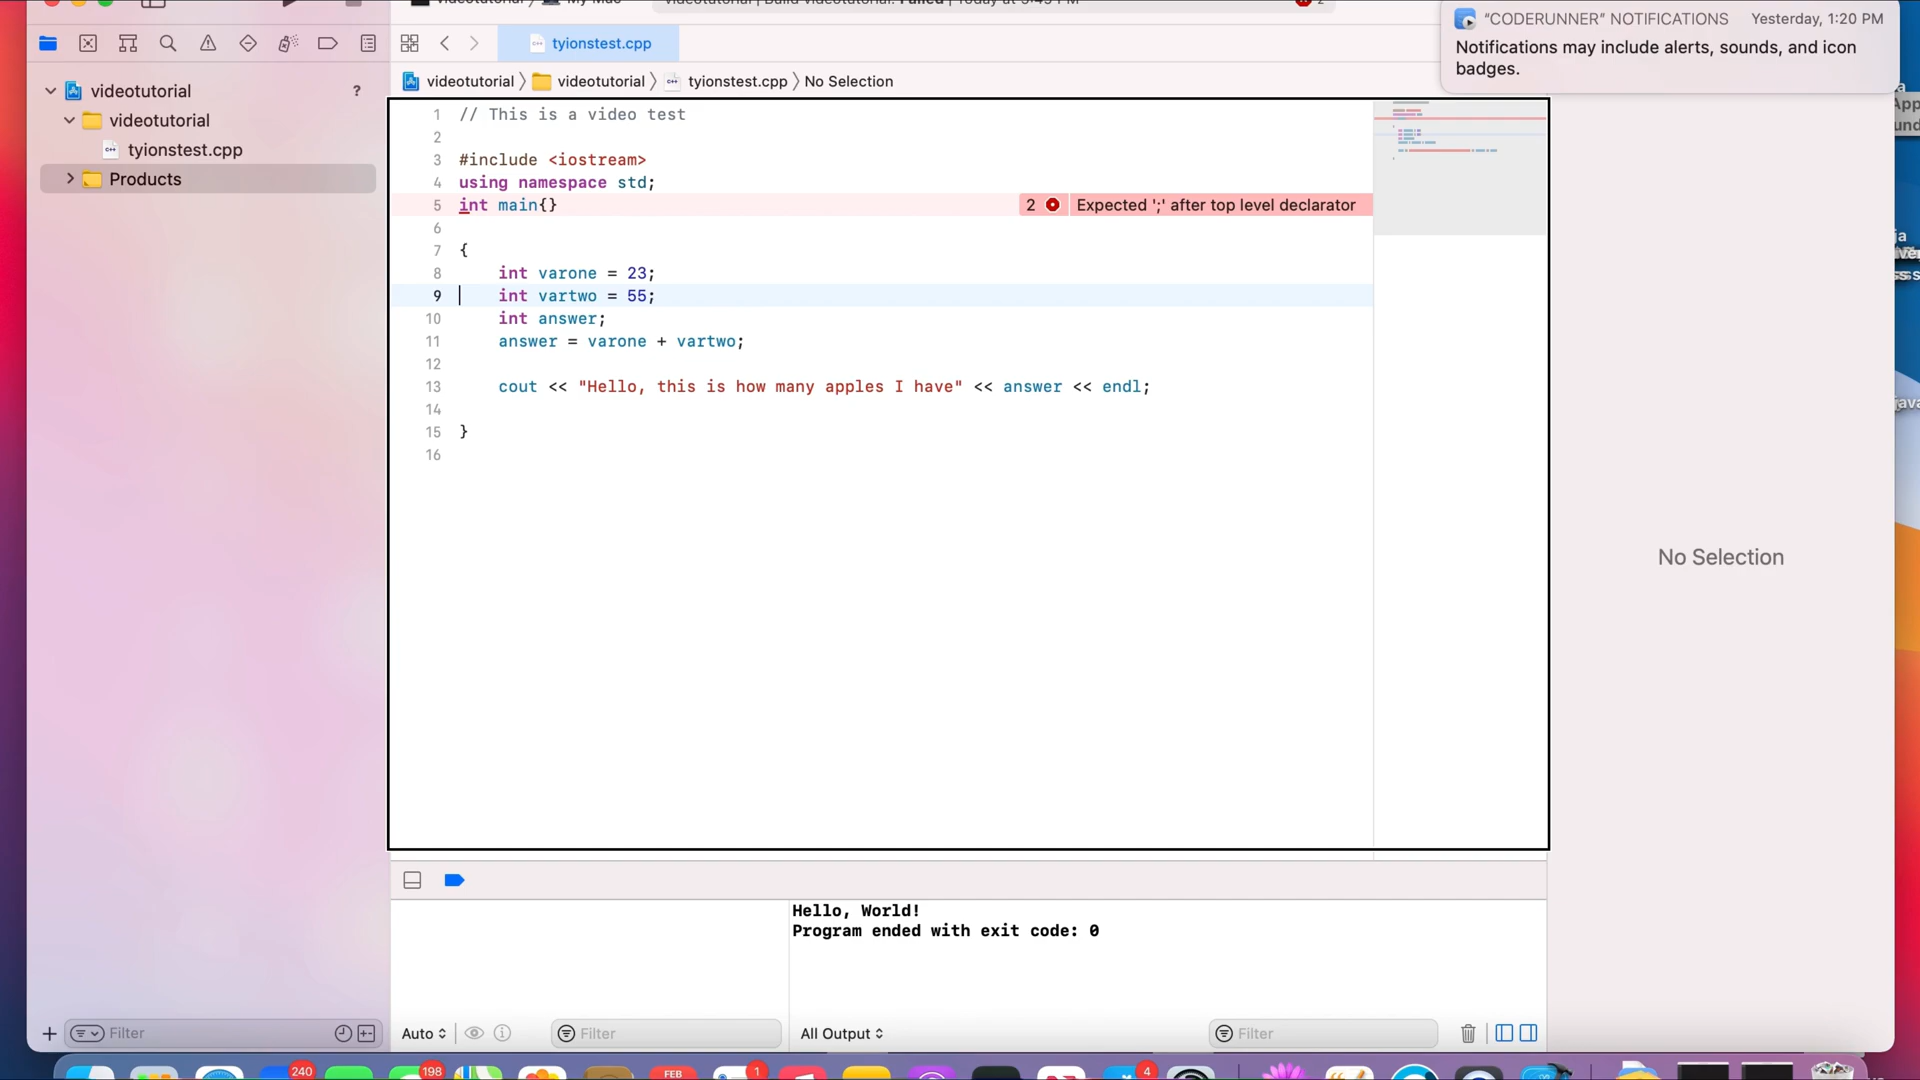 "CODERUNNER" NOTIFICATIONS Yesterday, 1:20 PM
Notifications may include alerts, sounds, and icon
badges.
tyionstest.cpp
videotutorial 〉 videotutorial 〉 tyionstest.cpp 〉 No Selection
videotutorial ?
videotutorial
tyionstest.cpp
Products
1 // This is a video test
2
3 #include <iostream>
4 using namespace std;
5 int main{} 2 Expected ';' after top level declarator
6
7 {
8 int varone = 23;
9 int vartwo = 55;
10 int answer;
11 answer = varone + vartwo;
12
13 cout << "Hello, this is how many apples I have" << answer << endl;
14
15 }
16
No Selection
Hello, World!
Program ended with exit code: 0
Filter
Auto
Filter
All Output
Filter
240
198
FEB
1
4